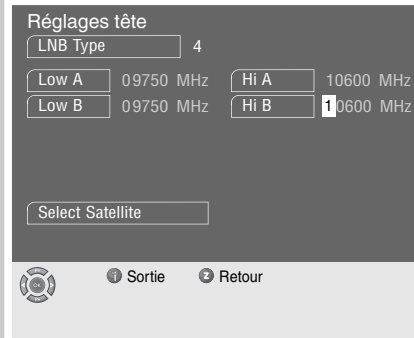 Réglages tête
LNB Type 4
Low A 09750 MHz Hi A 10600 MHz
Low B 09750 MHz Hi B 10600 MHz
Select Satellite
OK i Sortie z Retour